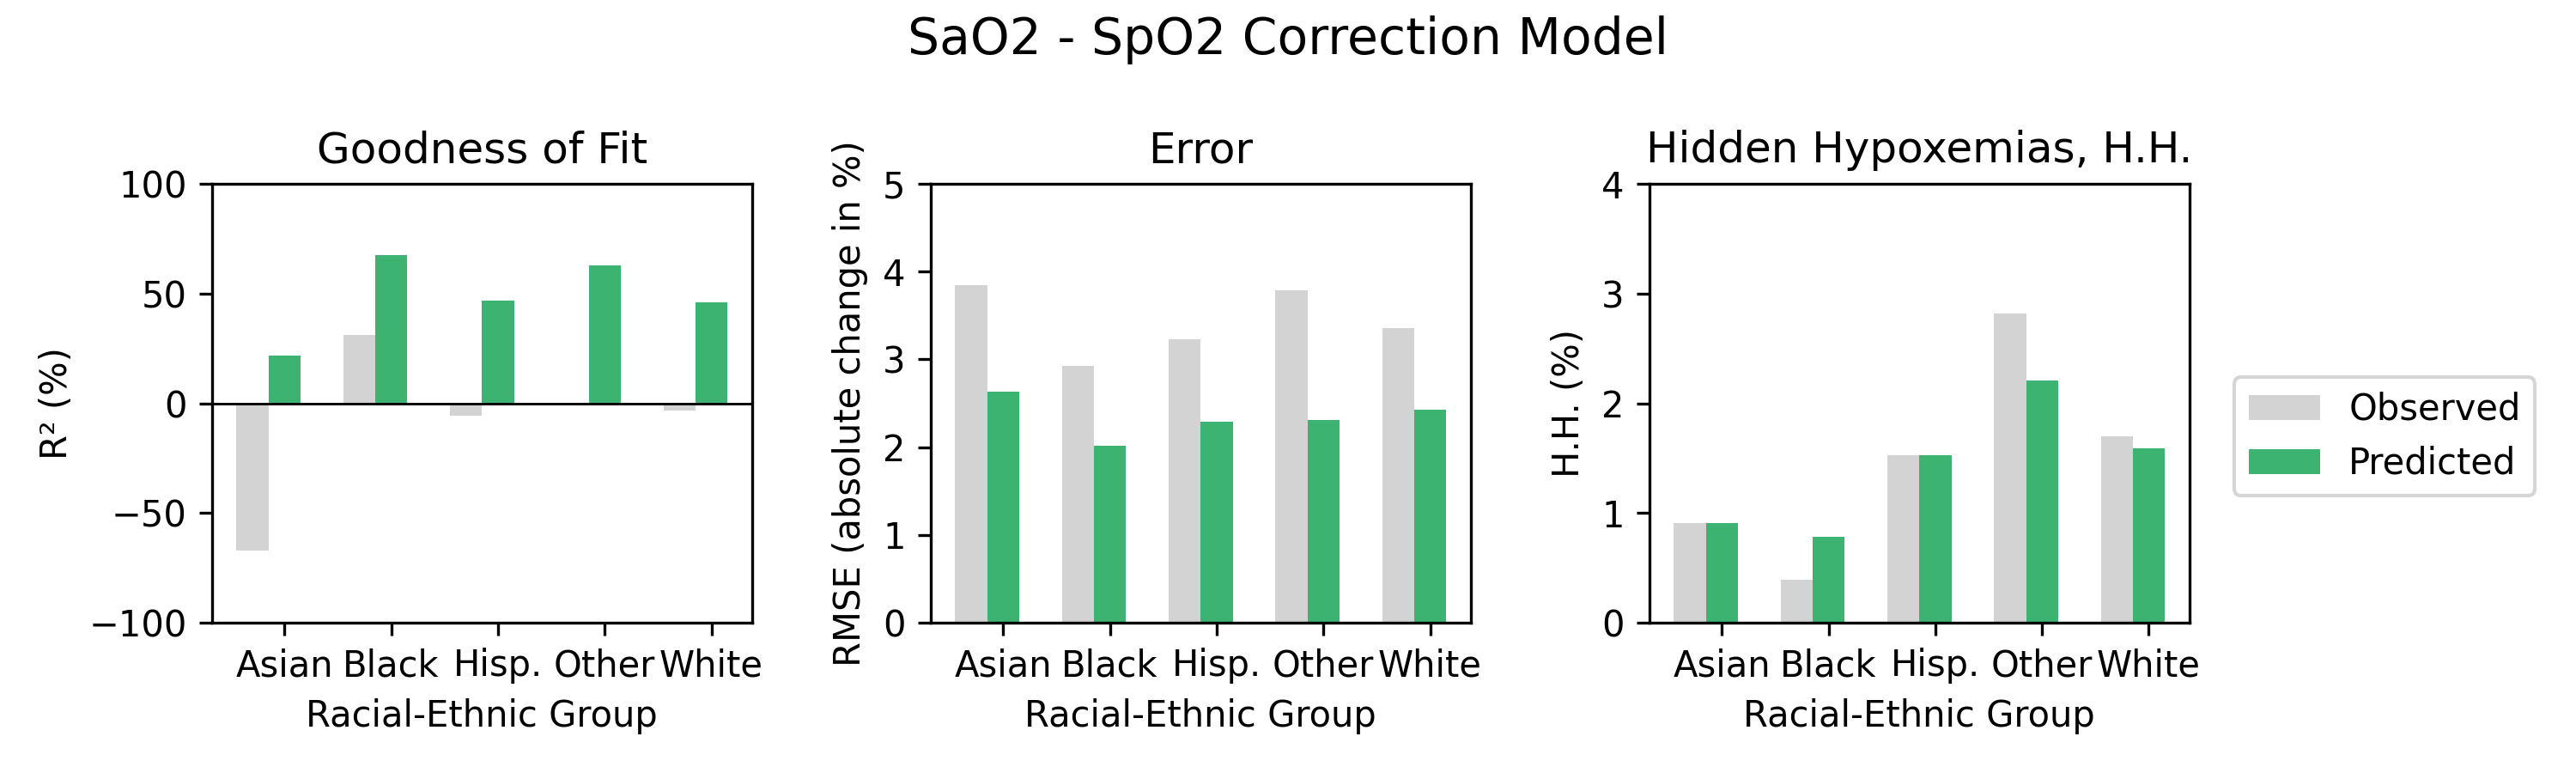 SaO2 - SpO2 Correction Model
Goodness of Fit
R² (%)
100
50
0
−50
−100
Asian Black Hisp. Other White
Racial-Ethnic Group
Error
RMSE (absolute change in %)
5
4
3
2
1
0
Asian Black Hisp. Other White
Racial-Ethnic Group
Hidden Hypoxemias, H.H.
H.H. (%)
4
3
2
1
0
Asian Black Hisp. Other White
Racial-Ethnic Group
Observed
Predicted